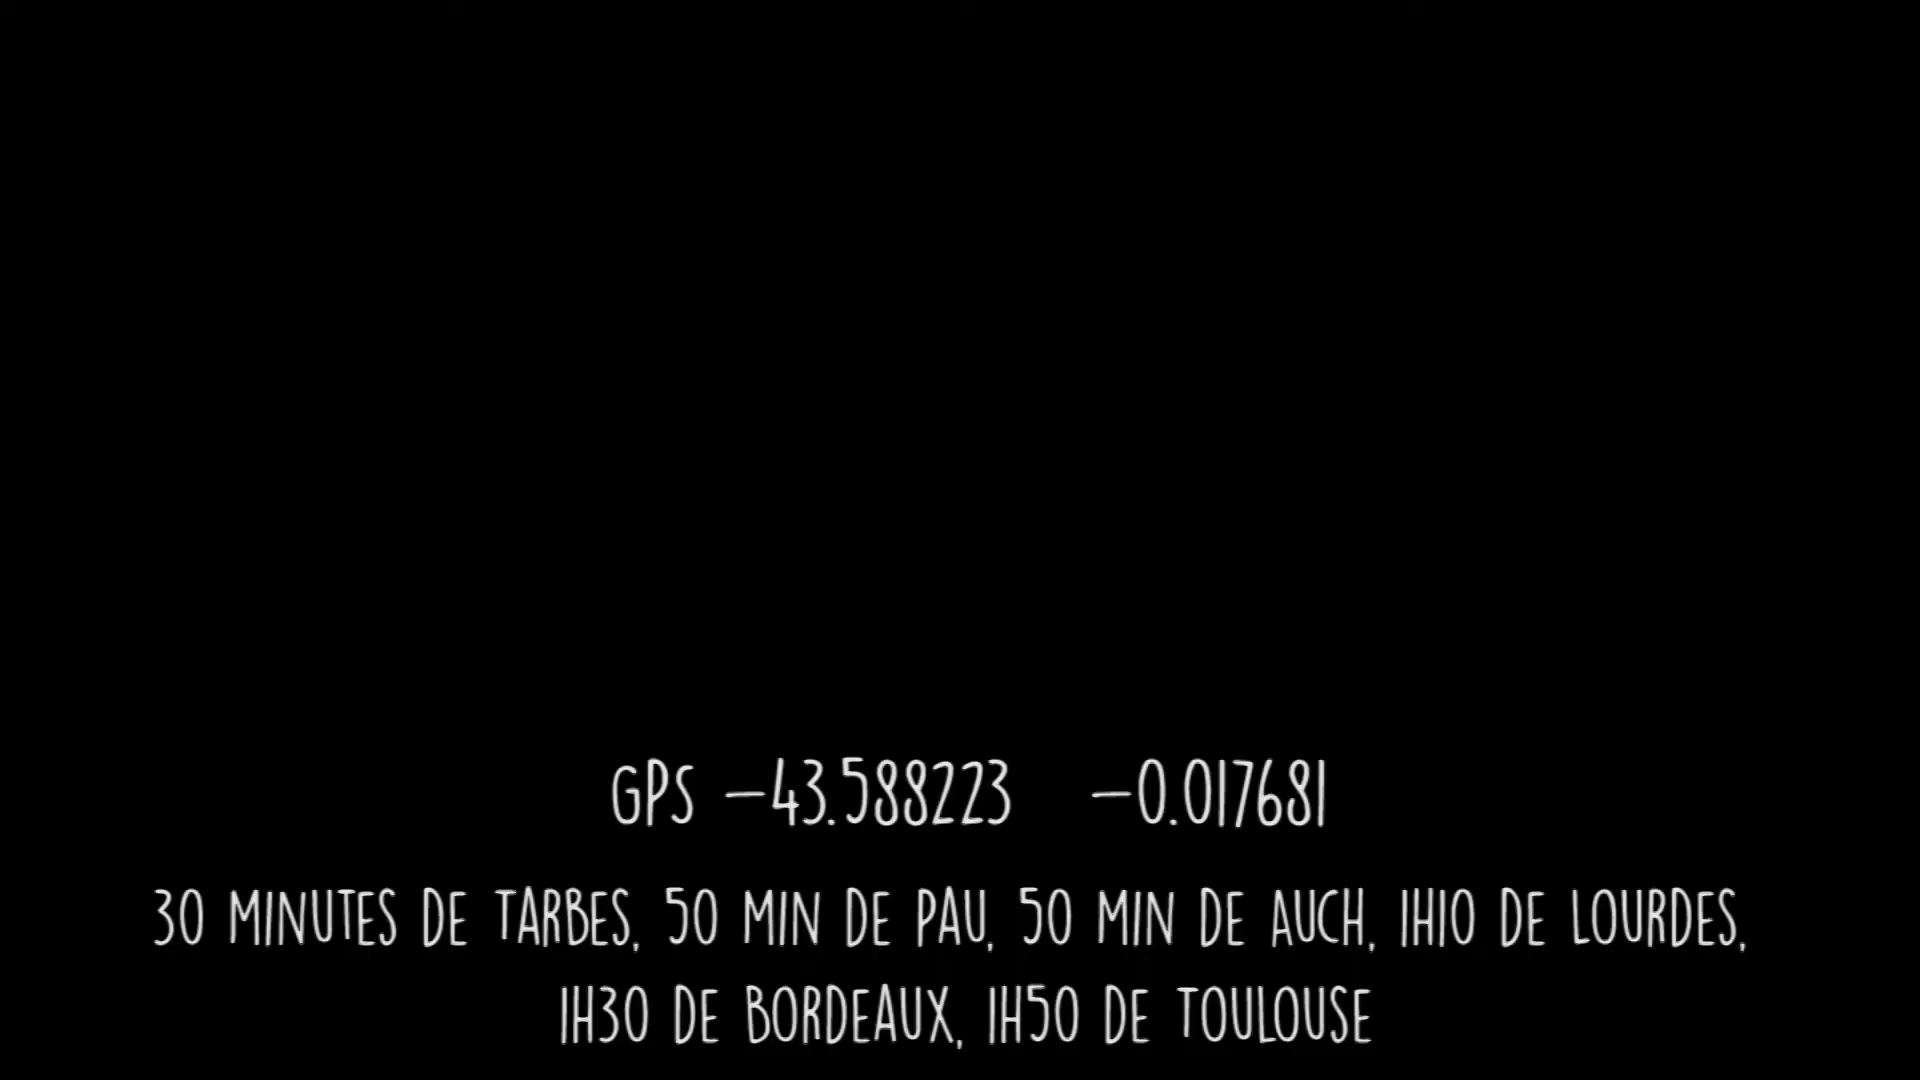 GPS -43.588223 -0.017681
30 MINUTES DE TARBES, 50 MIN DE PAU, 50 MIN DE AUCH, 1H10 DE LOURDES,
1H30 DE BORDEAUX, 1H50 DE TOULOUSE